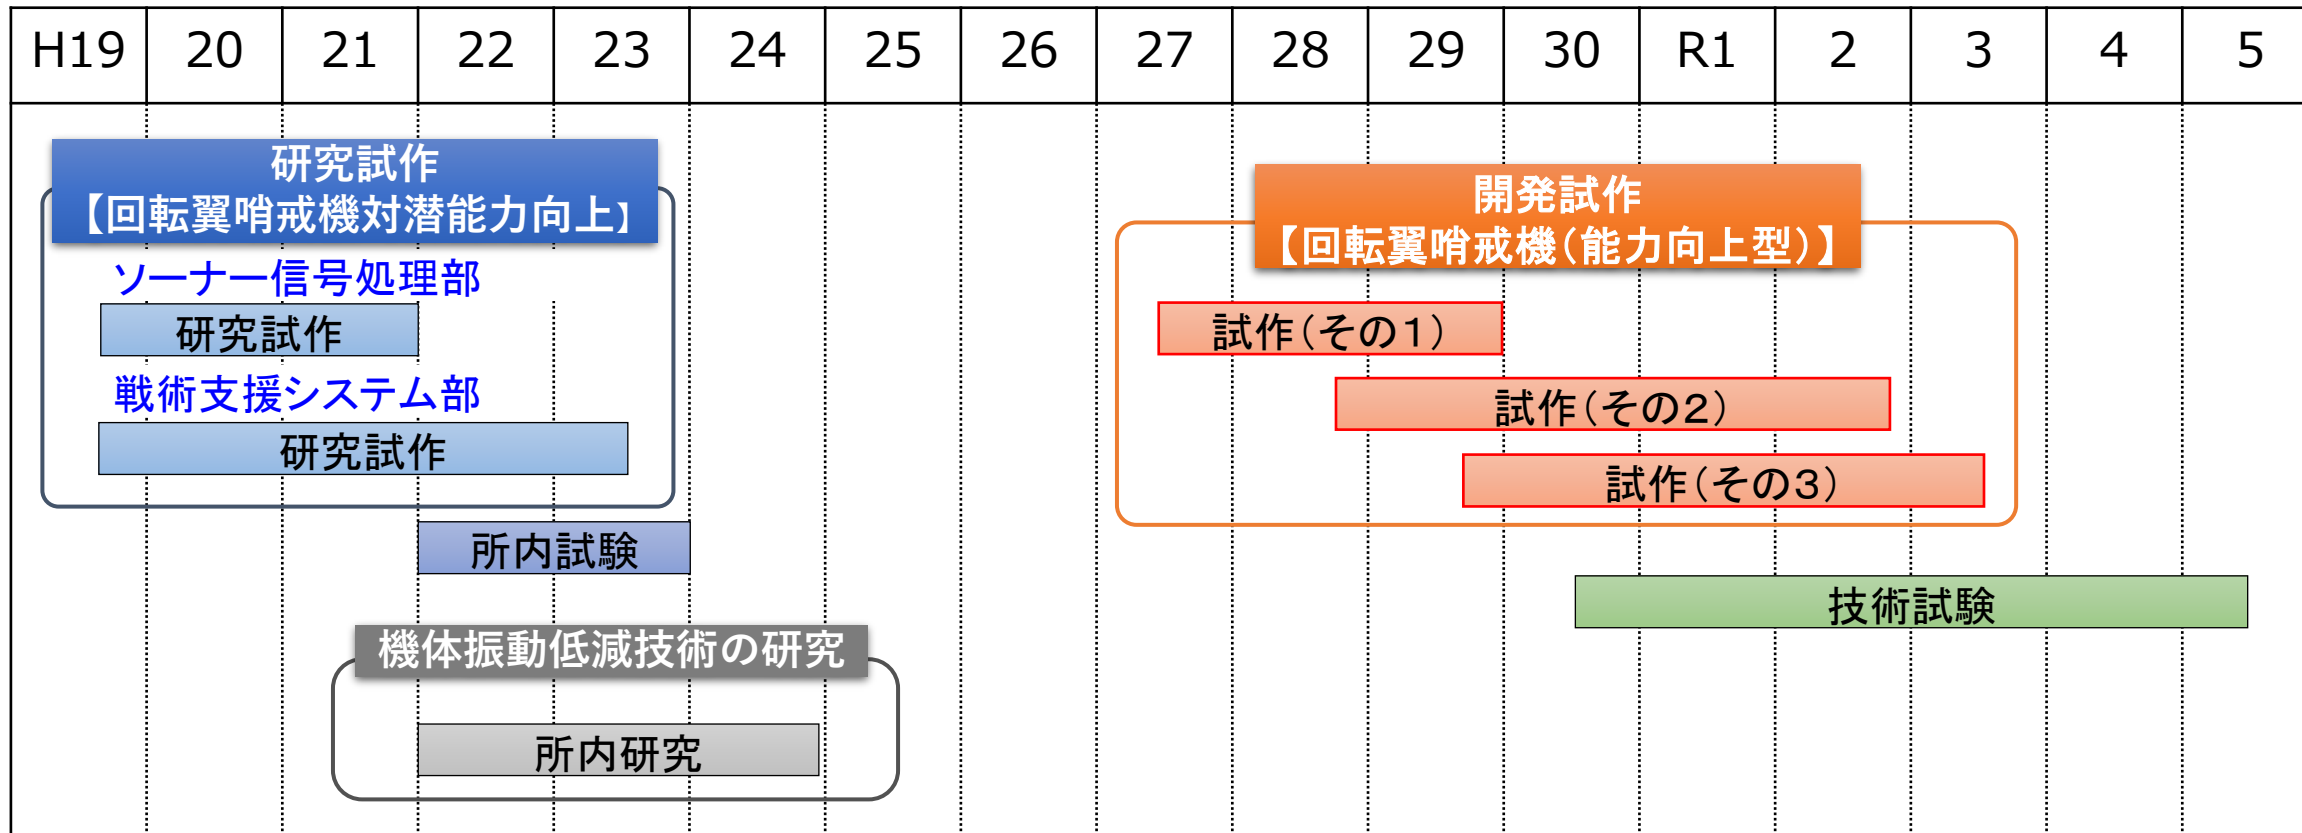 H19 20 21 22 23 24 25 26 27 28 29 30 R1 2 3 4 5
研究試作
【回転翼哨戒機対潜能力向上】
ソーナー信号処理部
研究試作
戦術支援システム部
研究試作
所内試験
機体振動低減技術の研究
所内研究
開発試作
【回転翼哨戒機(能力向上型)】
試作(その1)
試作(その2)
試作(その3)
技術試験